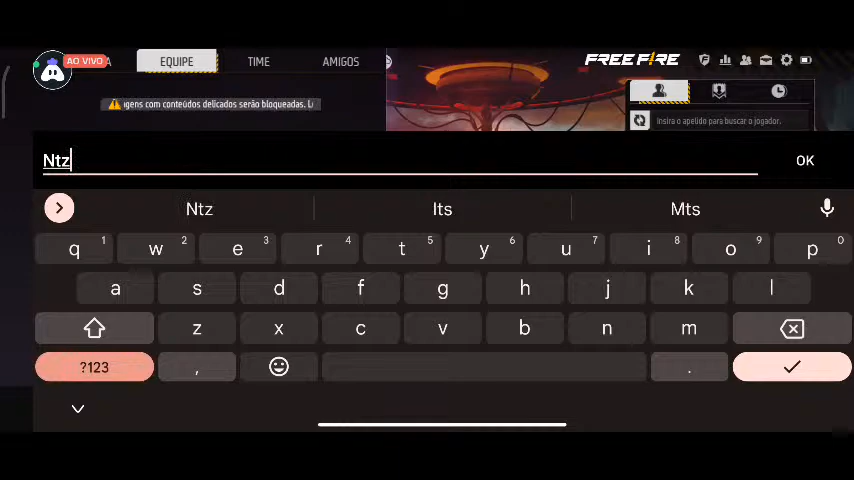 AO VIVO
A
EQUIPE
TIME
AMIGOS
FREE FIRE
agens com conteúdos delicados serão bloqueadas. L
Insira o apelido para buscar o jogador.
Ntz
OK
Ntz
Its
Mts
q 1 w 2 e 3 r 4 t 5 y 6 u 7 i 8 o 9 p 0
a s d f g h j k l
z x c v b n m
?123 , .